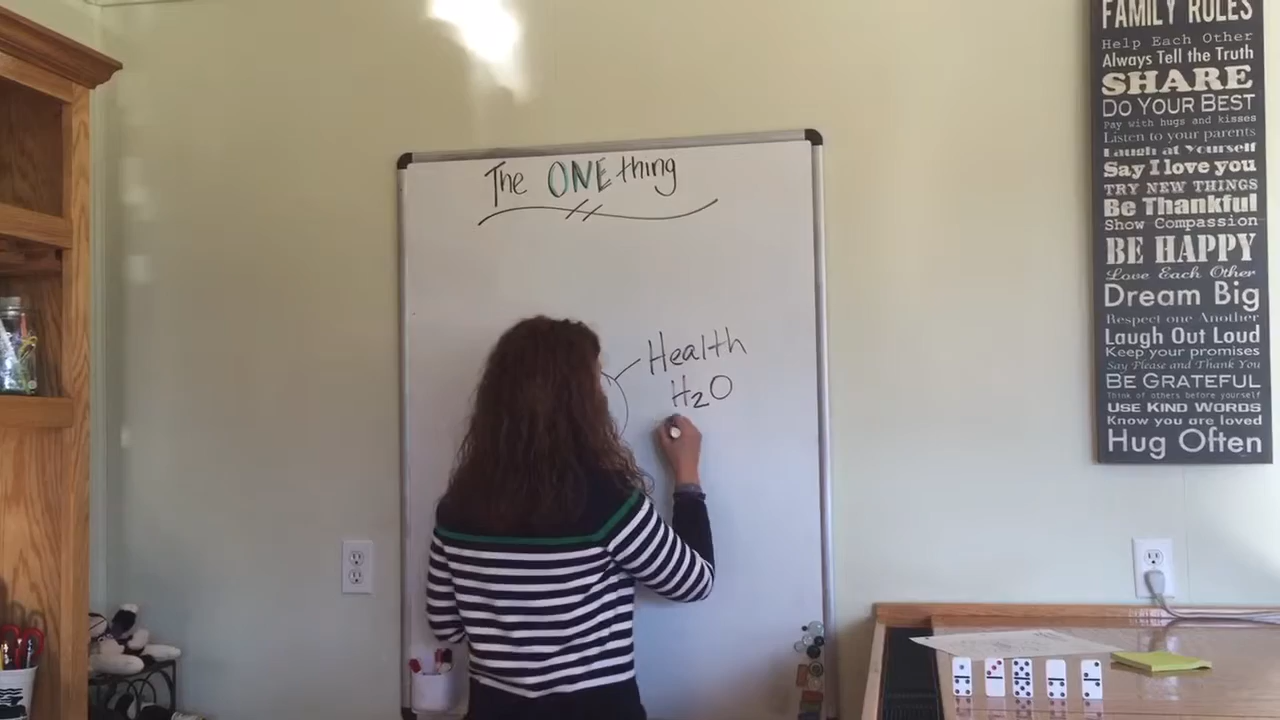 The ONE thing
Health
H2O
FAMILY RULES
Help Each Other
Always Tell the Truth
SHARE
DO YOUR BEST
Pay with hugs and kisses
Listen to your parents
Laugh at Yourself
Say I love you
TRY NEW THINGS
Be Thankful
Show Compassion
BE HAPPY
Love Each Other
Dream Big
Respect one Another
Laugh Out Loud
Keep your promises
Say Please and Thank You
BE GRATEFUL
Think of others before yourself
USE KIND WORDS
Know you are loved
Hug Often